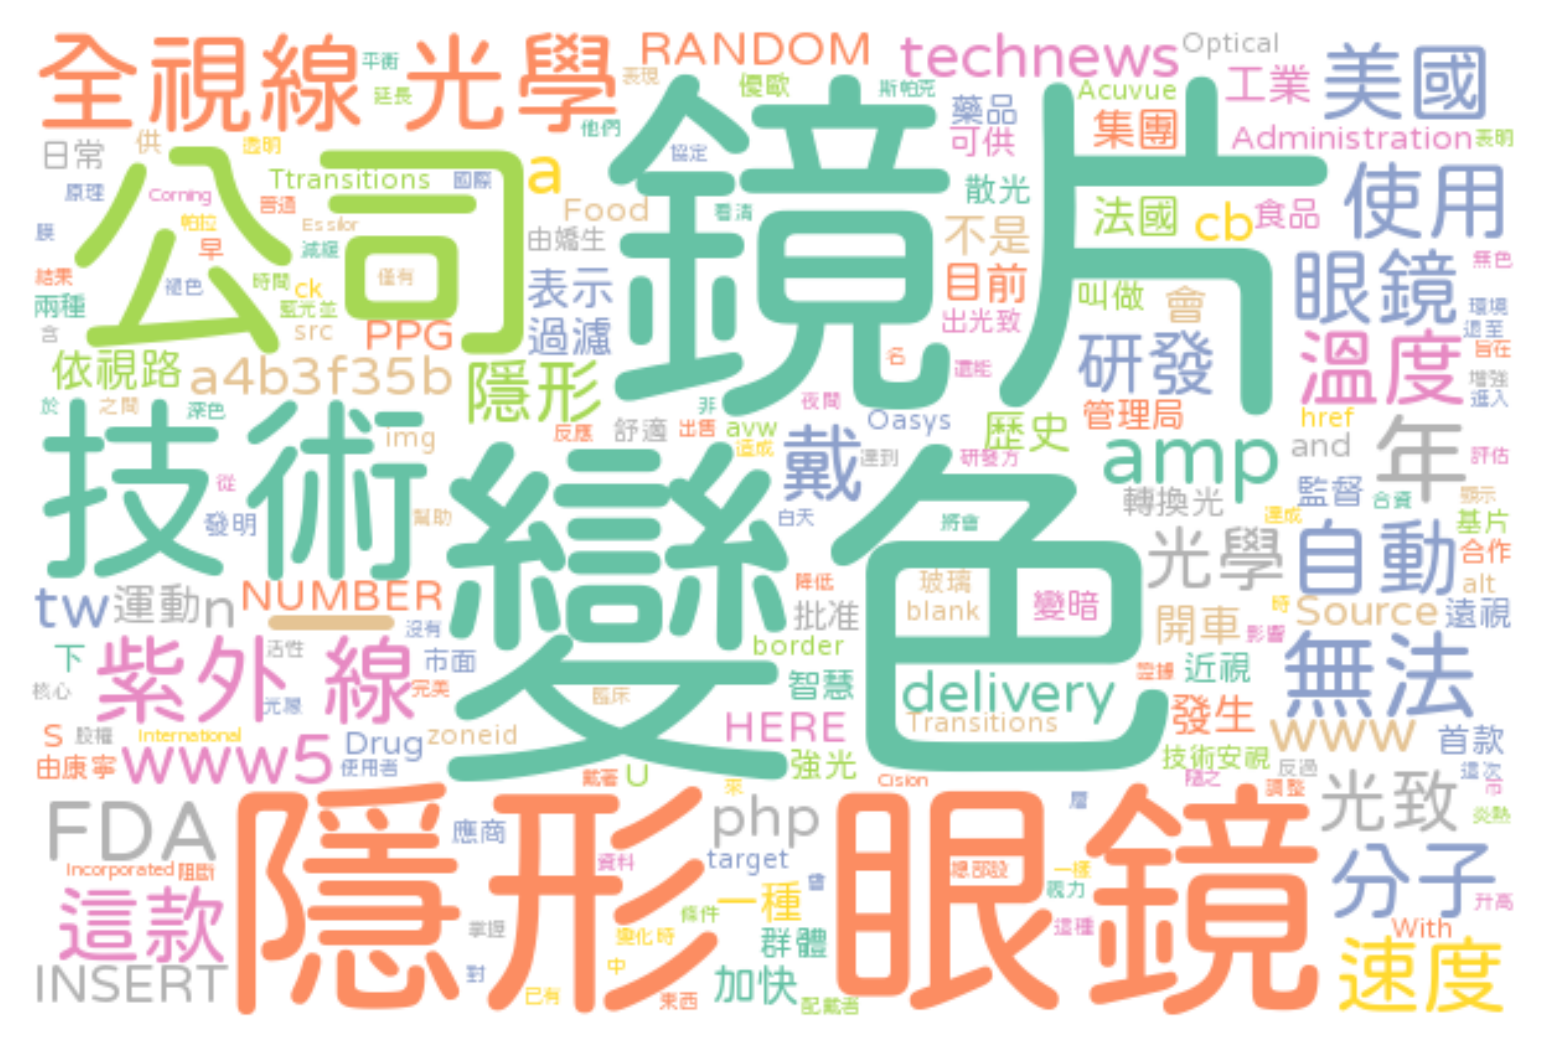 全視線
光學
平衡
延長
RANDOM
表現
優歐
他們
technews
斯帕克
Optical
Acuvue
工業
美國
日常
供
透明
協定
藥品
可供
集團
Administration
表明
原理
Corning
Ttransitions
國際
普通
帕拉
Essilor
a
Food
看清
由嬌生
散光
不是
法國
cb
食品
使用
膜
早
減緩
公司
鏡片
結果
褪色
時間
ck
僅有
藍光並
表示
目前
叫做
會
眼鏡
無色
兩種
含
src
PPG
過濾
出光致
環境
退至
旨在
依視路
a4b3f35b
隱形
名
還能
研發
溫度
增強
進入
於
之間
深色
img
反應
舒適
出售
非
avw
造成
夜間
Oasys
歷史
管理局
href
技術
從
發明
幫助
戴
達到
研發方
amp
and
年
評估
變色
白天
將會
轉換光
監督
合資
顯示
達成
基片
tw
運動
n
NUMBER
沒有
降低
批准
玻璃
blank
變暗
光學
自動
合作
alt
時
Source
遠視
下
紫外
線
活性
市面
完美
border
開車
影響
核心
光源
臨床
智慧
delivery
證據
近視
無法
S
股權
International
Drug
zoneid
HERE
Transitions
發生
www
首款
由康寧
www5
使用者
戴著
U
強光
Cision
技術安視
反過
這次
隨之
調整
市
FDA
隱形眼鏡
來
php
層
光致
炎熱
應商
Incorporated
阻斷
資料
target
總部設
一樣
視力
分子
這款
掌握
條件
一種
會
這種
With
升高
變化
時
群體
INSERT
對
中
已有
東西
加快
配戴者
速度